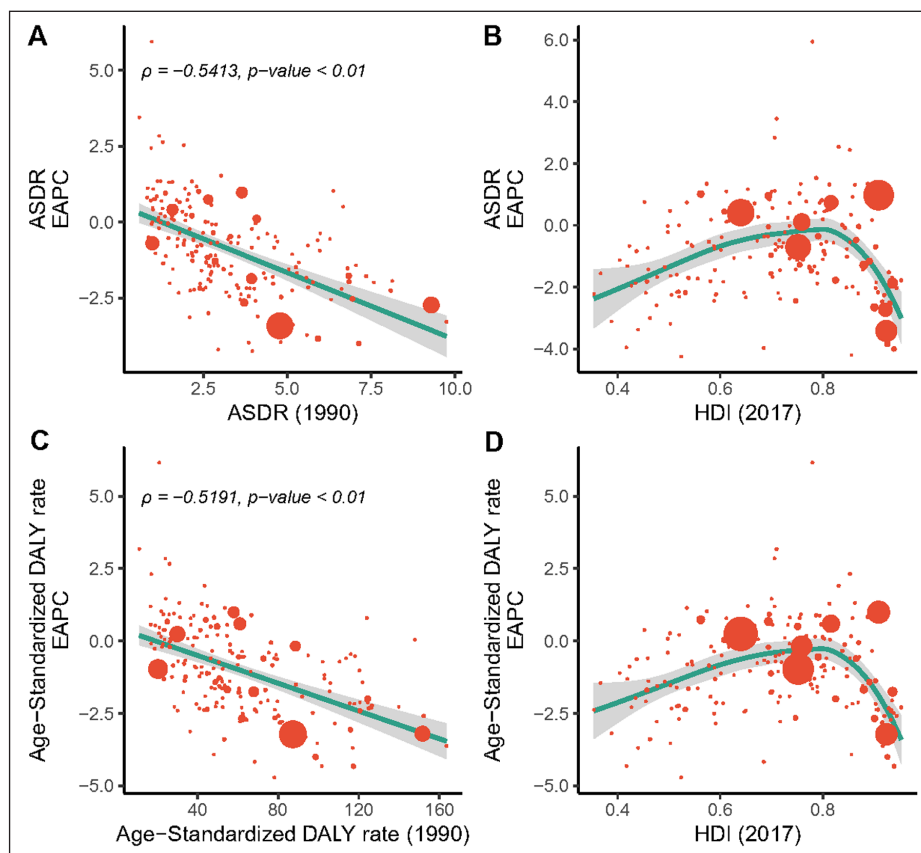 A
ρ = −0.5413, p−value < 0.01
5.0
2.5
0.0
−2.5
ASDR
EAPC
2.5
5.0
7.5
10.0
ASDR (1990)
B
6.0
4.0
2.0
0.0
−2.0
−4.0
ASDR
EAPC
0.4
0.6
0.8
HDI (2017)
C
ρ = −0.5191, p−value < 0.01
5.0
2.5
0.0
−2.5
−5.0
Age−Standardized DALY rate
EAPC
40
80
120
160
Age−Standardized DALY rate (1990)
D
5.0
2.5
0.0
−2.5
−5.0
Age−Standardized DALY rate
EAPC
0.4
0.6
0.8
HDI (2017)